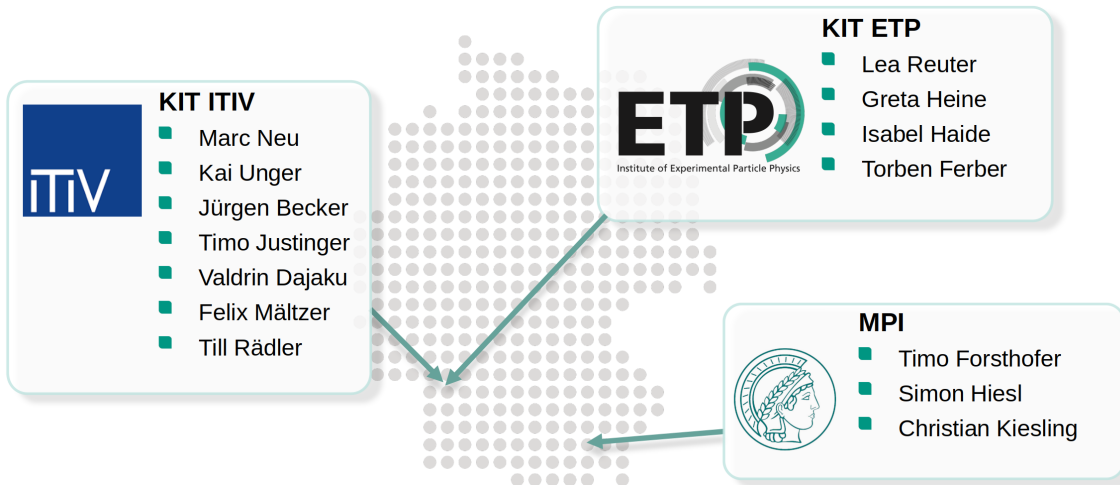 KIT ITIV
iTiV
Marc Neu
Kai Unger
Jürgen Becker
Timo Justinger
Valdrin Dajaku
Felix Mältzer
Till Rädler
KIT ETP
ETP
Institute of Experimental Particle Physics
Lea Reuter
Greta Heine
Isabel Haide
Torben Ferber
MPI
Timo Forsthofer
Simon Hiesl
Christian Kiesling